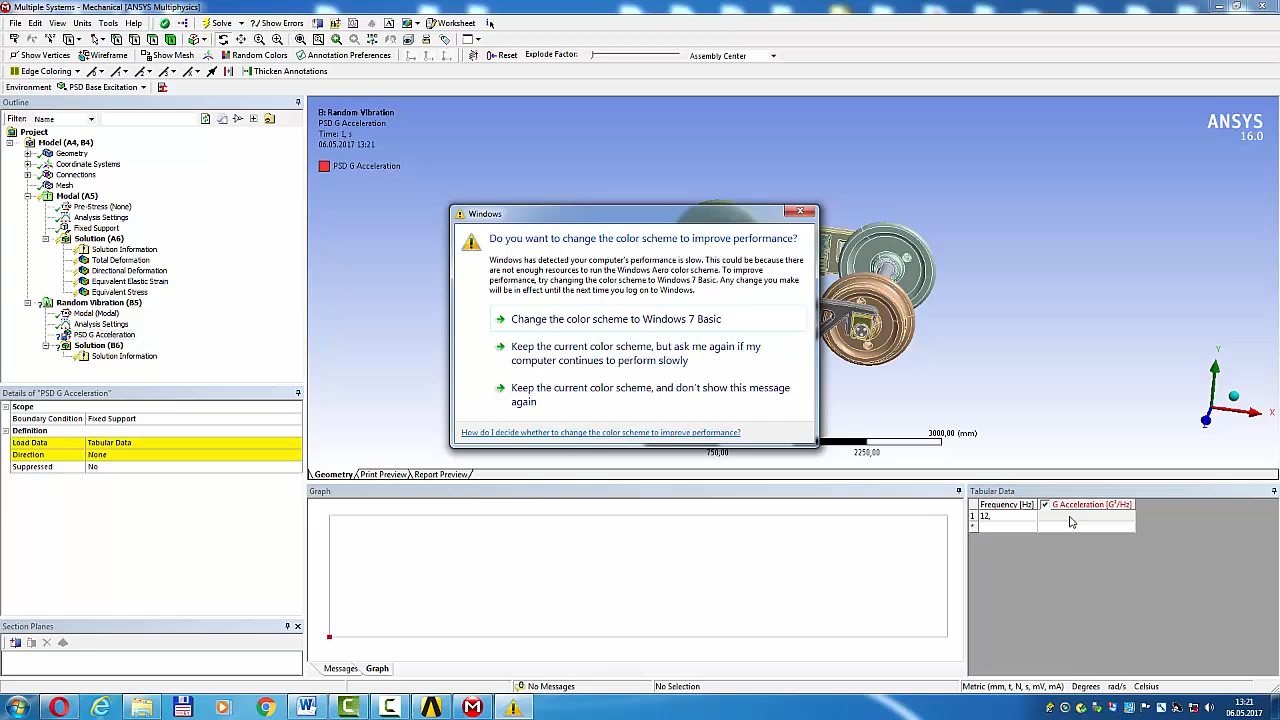 Multiple Systems - Mechanical [ANSYS Multiphysics]
File Edit View Units Tools Help Solve Show Errors Worksheet
Show Vertices Wireframe Show Mesh Random Colors Annotation Preferences Reset Explode Factor: Assembly Center
Edge Coloring Thicken Annotations
Environment PSD Base Excitation
Outline
Filter: Name
Project
Model (A4, B4)
Geometry
Coordinate Systems
Connections
Mesh
Modal (A5)
Pre-Stress (None)
Analysis Settings
Fixed Support
Solution (A6)
Solution Information
Total Deformation
Directional Deformation
Equivalent Elastic Strain
Equivalent Stress
Random Vibration (B5)
Modal (Modal)
Analysis Settings
PSD G Acceleration
Solution (B6)
Solution Information
Details of "PSD G Acceleration"
Scope
Boundary Condition Fixed Support
Definition
Load Data Tabular Data
Direction None
Suppressed No
Section Planes
B: Random Vibration
PSD G Acceleration
Time: 1, s
06.05.2017 13:21
PSD G Acceleration
ANSYS
16.0
Windows
Do you want to change the color scheme to improve performance?
Windows has detected your computer's performance is slow. This could be because there
are not enough resources to run the Windows Aero color scheme. To improve
performance, try changing the color scheme to Windows 7 Basic. Any change you make
will be in effect until the next time you log on to Windows.
Change the color scheme to Windows 7 Basic
Keep the current color scheme, but ask me again if my
computer continues to perform slowly
Keep the current color scheme, and don't show this message
again
How do I decide whether to change the color scheme to improve performance?
3000,00 (mm)
750,00 2250,00
Y
X
Z
Geometry Print Preview Report Preview
Graph
Messages Graph
Tabular Data
Frequency [Hz] G Acceleration [G²/Hz]
1 12,
*
No Messages No Selection Metric (mm, t, N, s, mV, mA) Degrees rad/s Celsius
13:21
06.05.2017